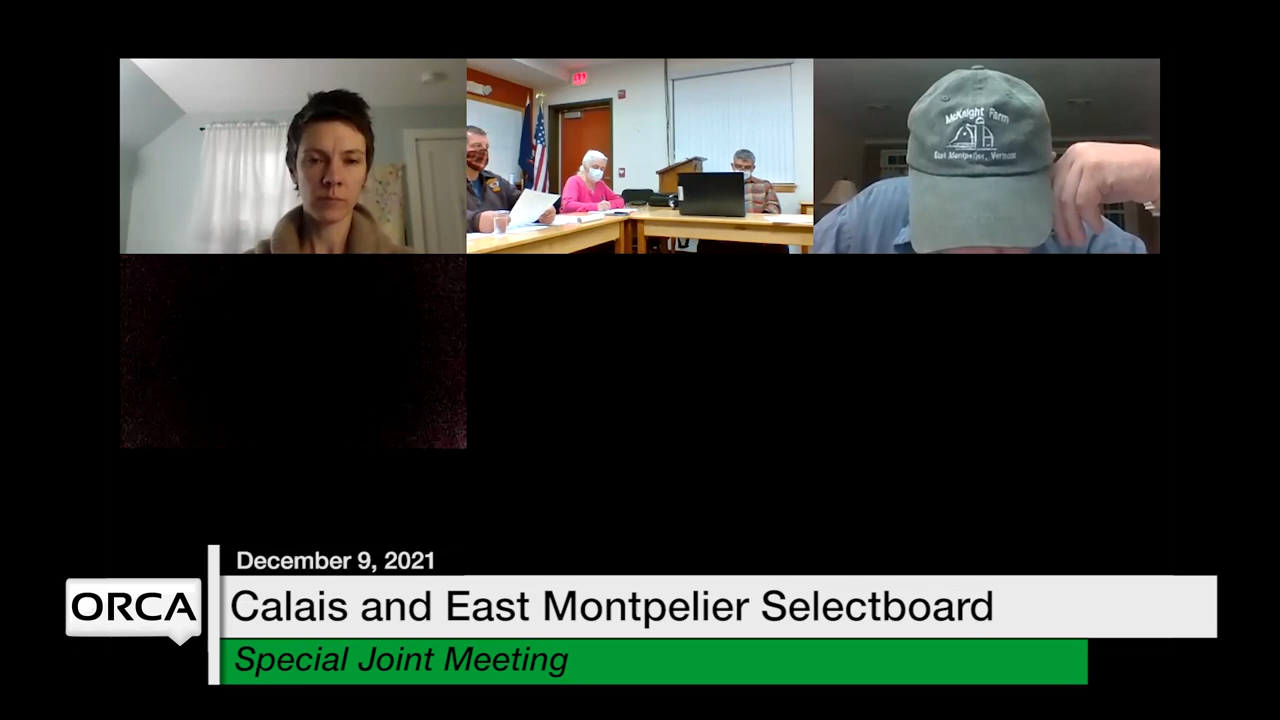 McKnight Farm
East Montpelier, Vermont
December 9, 2021
ORCA
Calais and East Montpelier Selectboard
Special Joint Meeting